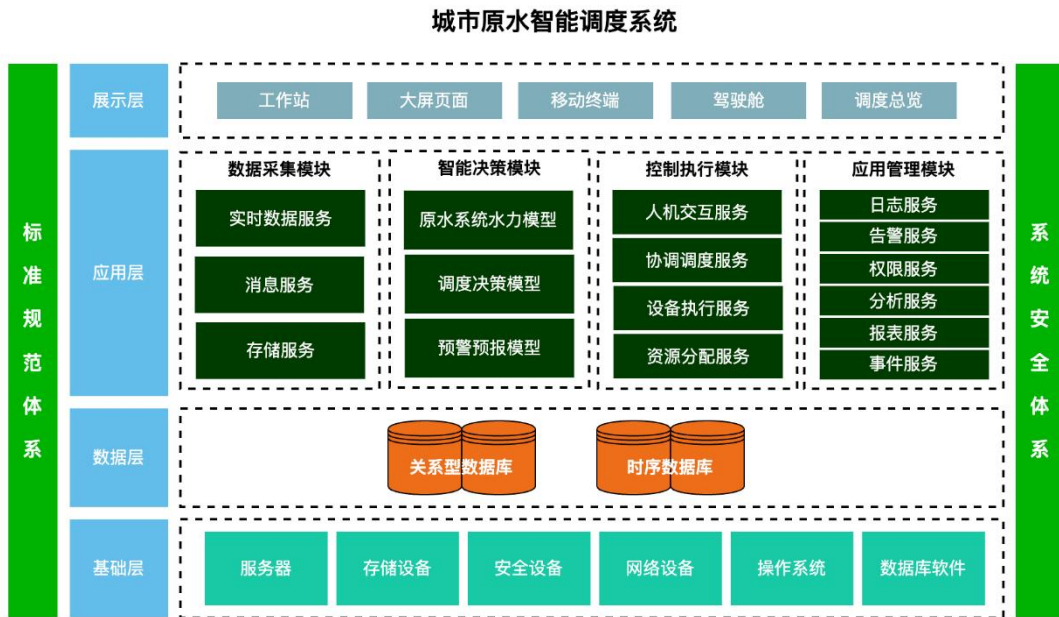 城市原水智能调度系统
标准规范体系
展示层
工作站
大屏页面
移动终端
驾驶舱
调度总览
应用层
数据采集模块
实时数据服务
消息服务
存储服务
智能决策模块
原水系统水力模型
调度决策模型
预警预报模型
控制执行模块
人机交互服务
协调调度服务
设备执行服务
资源分配服务
应用管理模块
日志服务
告警服务
权限服务
分析服务
报表服务
事件服务
数据层
关系型数据库
时序数据库
基础层
服务器
存储设备
安全设备
网络设备
操作系统
数据库软件
系统安全体系